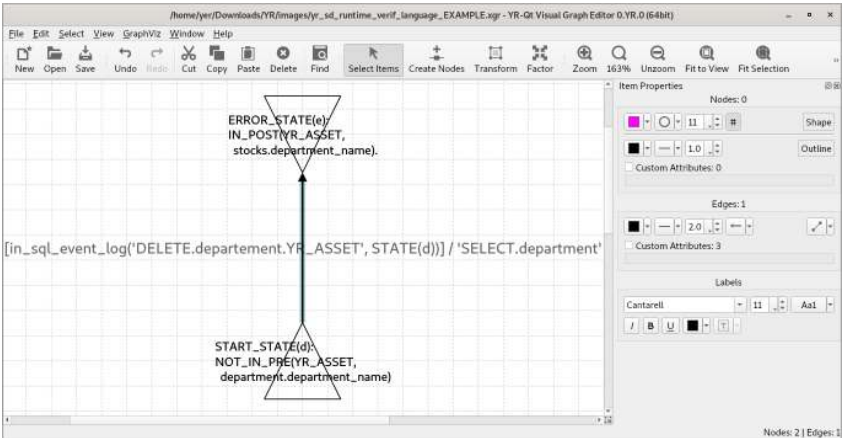 /home/yer/Downloads/YR/images/yr_sd_runtime_verif_language_EXAMPLE.xgr - YR-Qt Visual Graph Editor 0.YR.0 (64bit)
File Edit Select View GraphViz Window Help
New Open Save Undo Redo Cut Copy Paste Delete Find Select Items Create Nodes Transform Factor Zoom 163% Unzoom Fit to View Fit Selection
Item Properties
Nodes: 0
11 # Shape
1.0 Outline
Custom Attributes: 0
Edges: 1
2.0
Custom Attributes: 3
Labels
Cantarell 11 Aa1
I B U T
ERROR_STATE(e):
IN_POST(YR_ASSET,
stocks.department_name).
[in_sql_event_log('DELETE.departement.YR_ASSET', STATE(d))] / 'SELECT.department'
START_STATE(d):
NOT_IN_PRE(YR_ASSET,
department.department_name)
Nodes: 2 | Edges: 1